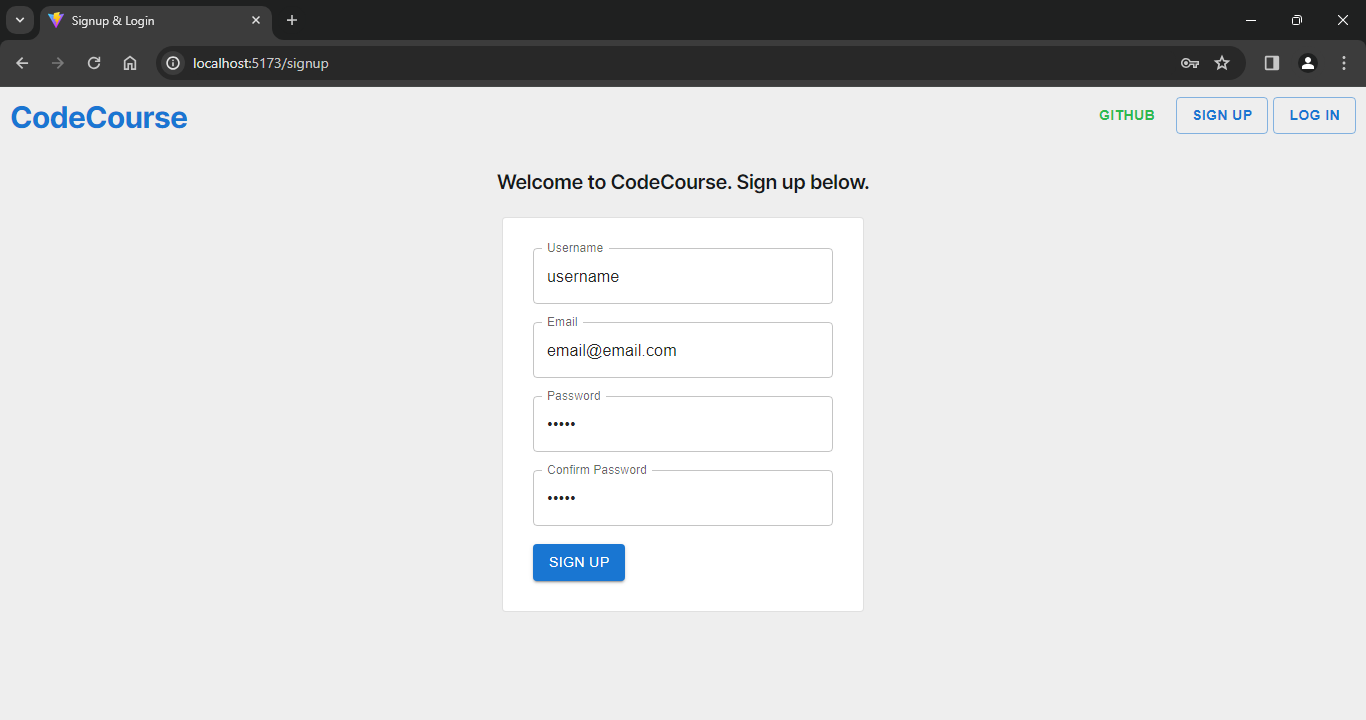 Signup & Login
localhost:5173/signup
CodeCourse
GITHUB
SIGN UP
LOG IN
Welcome to CodeCourse. Sign up below.
Username
username
Email
email@email.com
Password
•••••
Confirm Password
•••••
SIGN UP